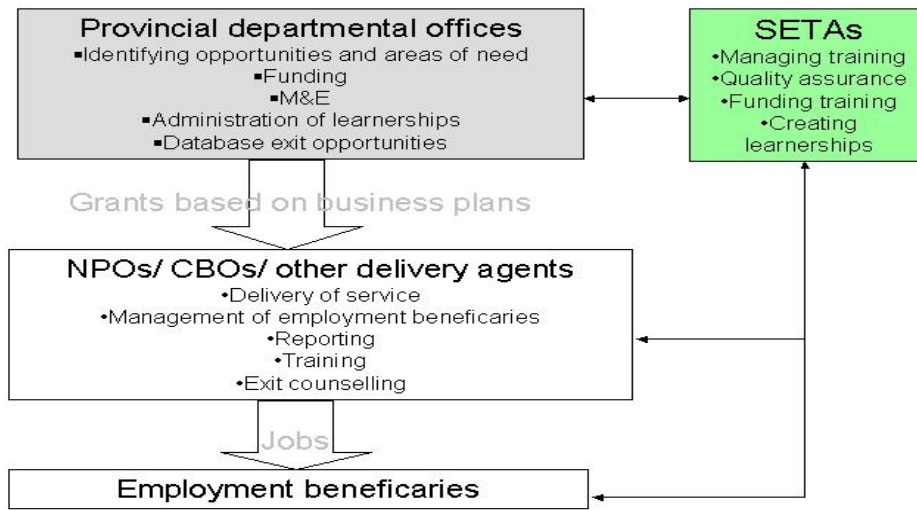 Provincial departmental offices
▪Identifying opportunities and areas of need
▪Funding
▪M&E
▪Administration of learnerships
▪Database exit opportunities
SETAs
•Managing training
•Quality assurance
•Funding training
•Creating
learnerships
Grants based on business plans
NPOs/ CBOs/ other delivery agents
•Delivery of service
•Management of employment beneficaries
•Reporting
•Training
•Exit counselling
Jobs
Employment beneficaries